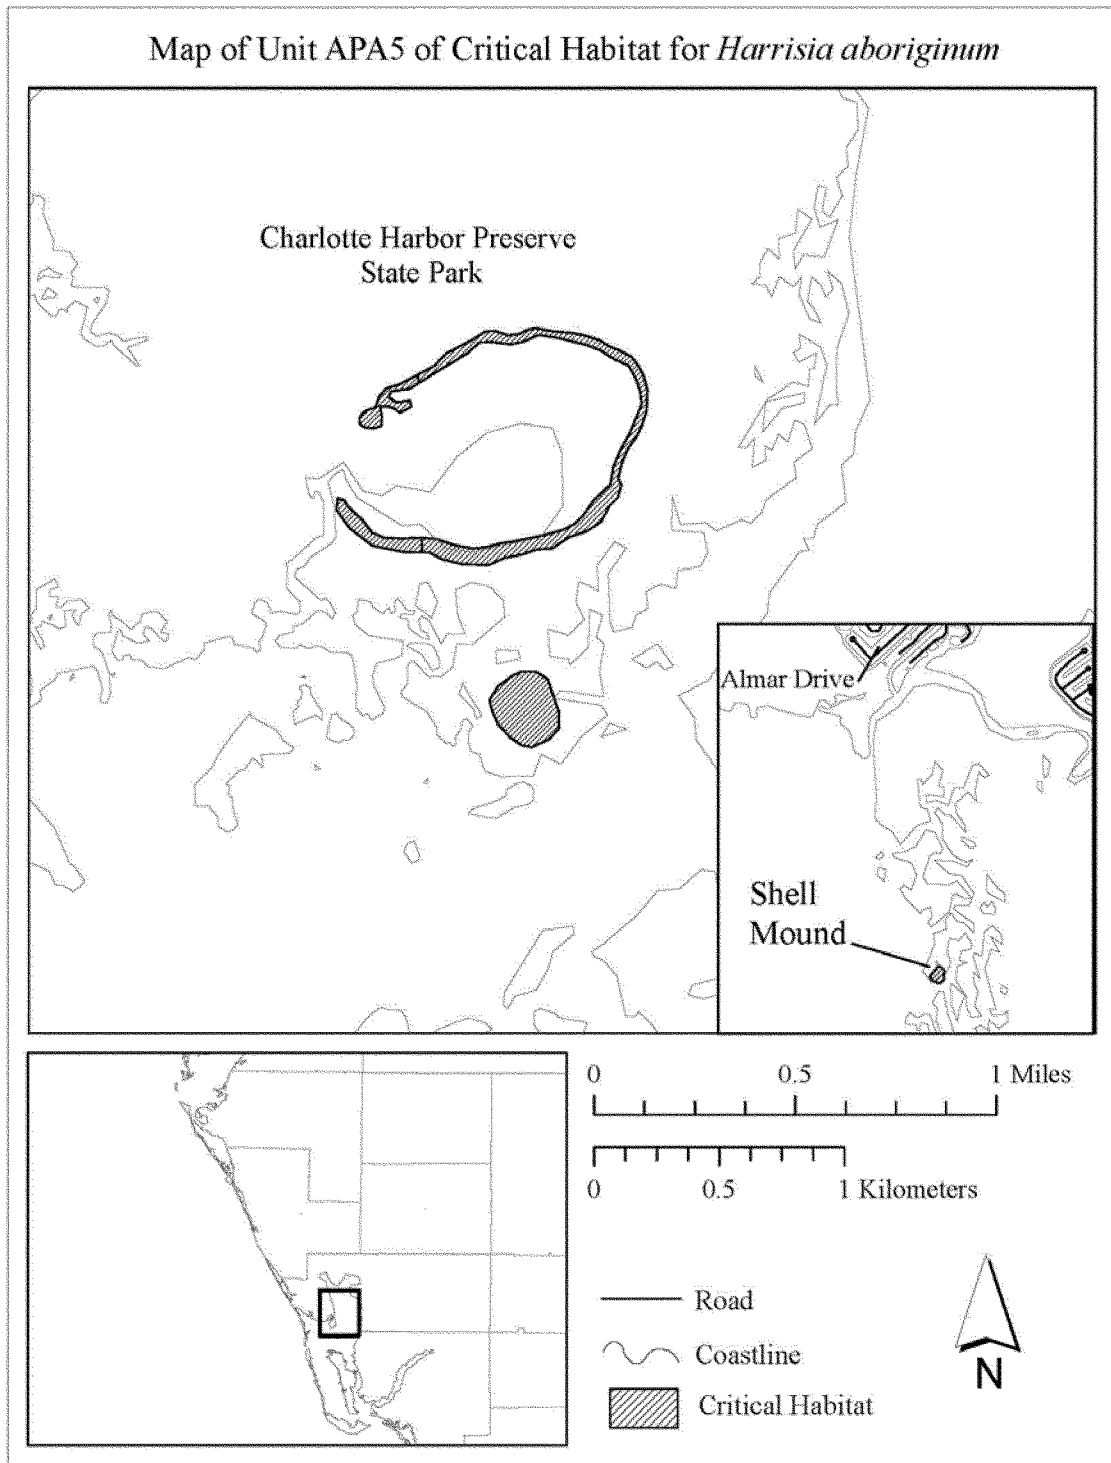 Map of Unit APA5 of Critical Habitat for Harrisia aboriginum
Charlotte Harbor Preserve
State Park
Almar Drive
Shell
Mound
0 0.5 1 Miles
0 0.5 1 Kilometers
Road
Coastline
Critical Habitat
N